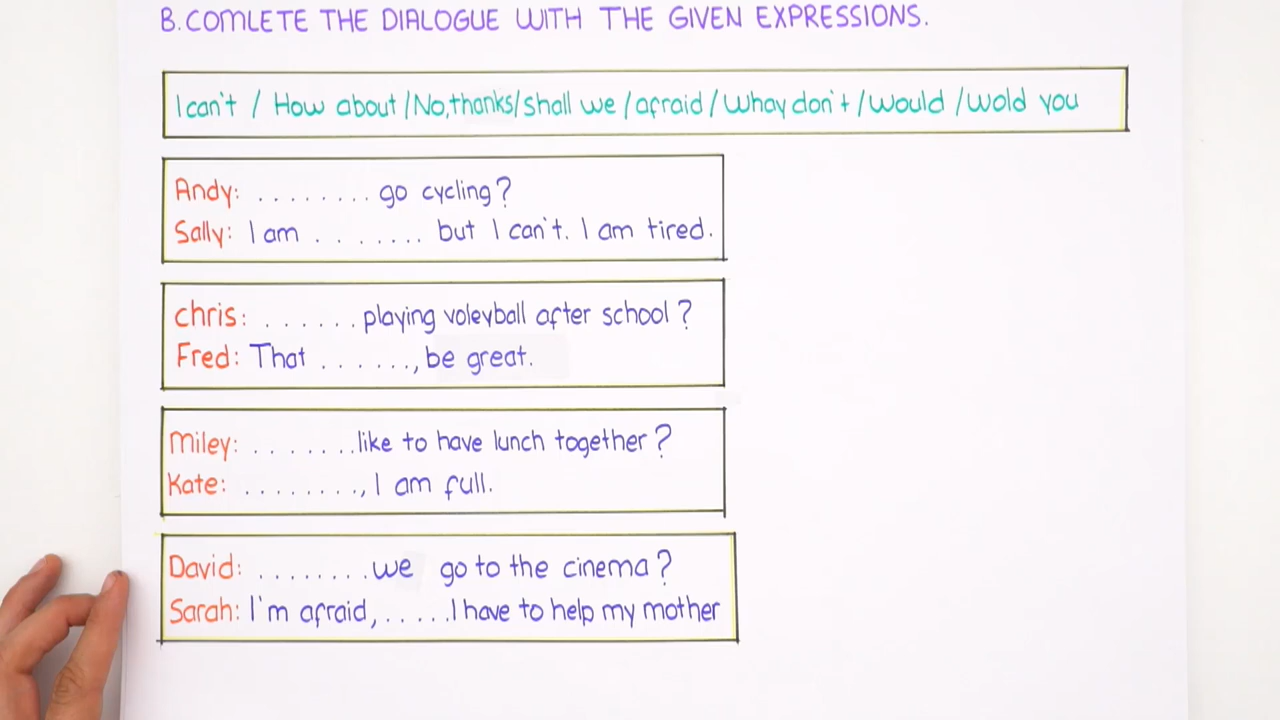 B. COMLETE THE DIALOGUE WITH THE GIVEN EXPRESSIONS.
I can't / How about / No, thanks / shall we / afraid / Whay don't / Would / Wold you
Andy: ........ go cycling?
Sally: I am ....... but I can't. I am tired.
chris: ...... playing voleyball after school?
Fred: That ......, be great.
Miley: ....... like to have lunch together?
Kate: ........, I am full.
David: ........ we go to the cinema?
Sarah: I'm afraid, ..... I have to help my mother